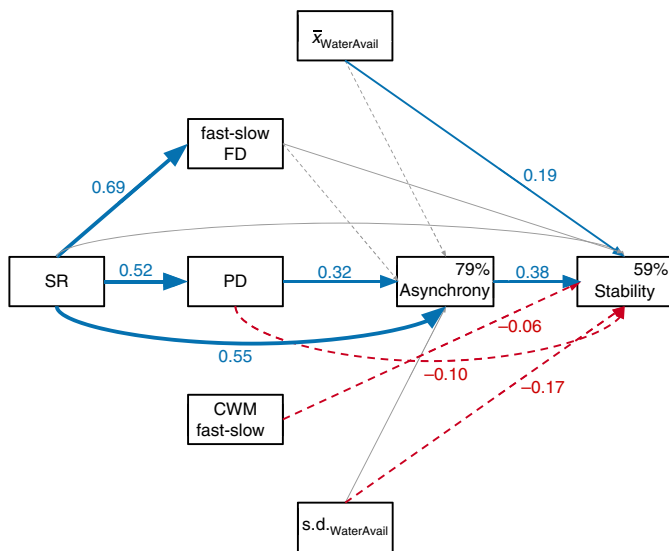 x̄WaterAvail
fast-slow
FD
0.69
0.19
SR
0.52
PD
0.32
79%
Asynchrony
0.38
59%
Stability
–0.06
0.55
–0.10
–0.17
CWM
fast-slow
s.d.WaterAvail